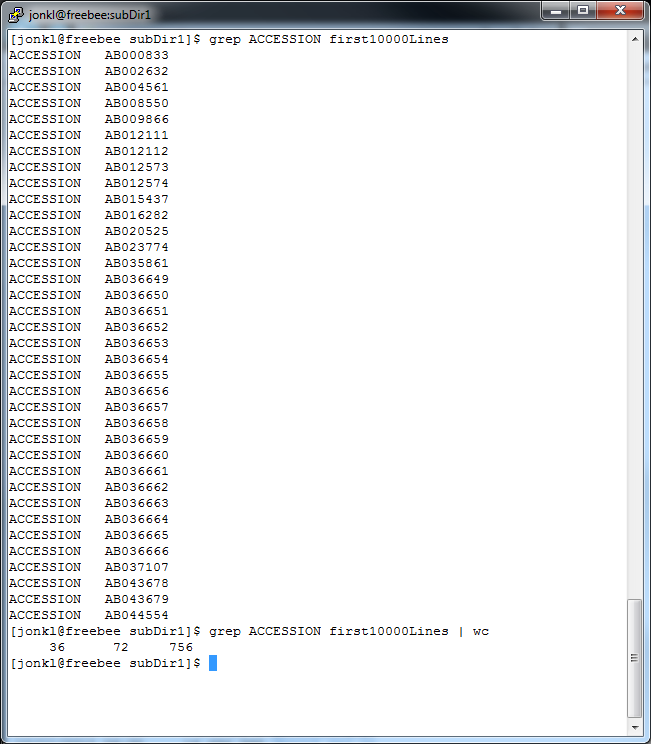 jonkl@freebee:subDir1
[jonkl@freebee subDir1]$ grep ACCESSION first10000Lines
ACCESSION   AB000833
ACCESSION   AB002632
ACCESSION   AB004561
ACCESSION   AB008550
ACCESSION   AB009866
ACCESSION   AB012111
ACCESSION   AB012112
ACCESSION   AB012573
ACCESSION   AB012574
ACCESSION   AB015437
ACCESSION   AB016282
ACCESSION   AB020525
ACCESSION   AB023774
ACCESSION   AB035861
ACCESSION   AB036649
ACCESSION   AB036650
ACCESSION   AB036651
ACCESSION   AB036652
ACCESSION   AB036653
ACCESSION   AB036654
ACCESSION   AB036655
ACCESSION   AB036656
ACCESSION   AB036657
ACCESSION   AB036658
ACCESSION   AB036659
ACCESSION   AB036660
ACCESSION   AB036661
ACCESSION   AB036662
ACCESSION   AB036663
ACCESSION   AB036664
ACCESSION   AB036665
ACCESSION   AB036666
ACCESSION   AB037107
ACCESSION   AB043678
ACCESSION   AB043679
ACCESSION   AB044554
[jonkl@freebee subDir1]$ grep ACCESSION first10000Lines | wc
     36      72     756
[jonkl@freebee subDir1]$